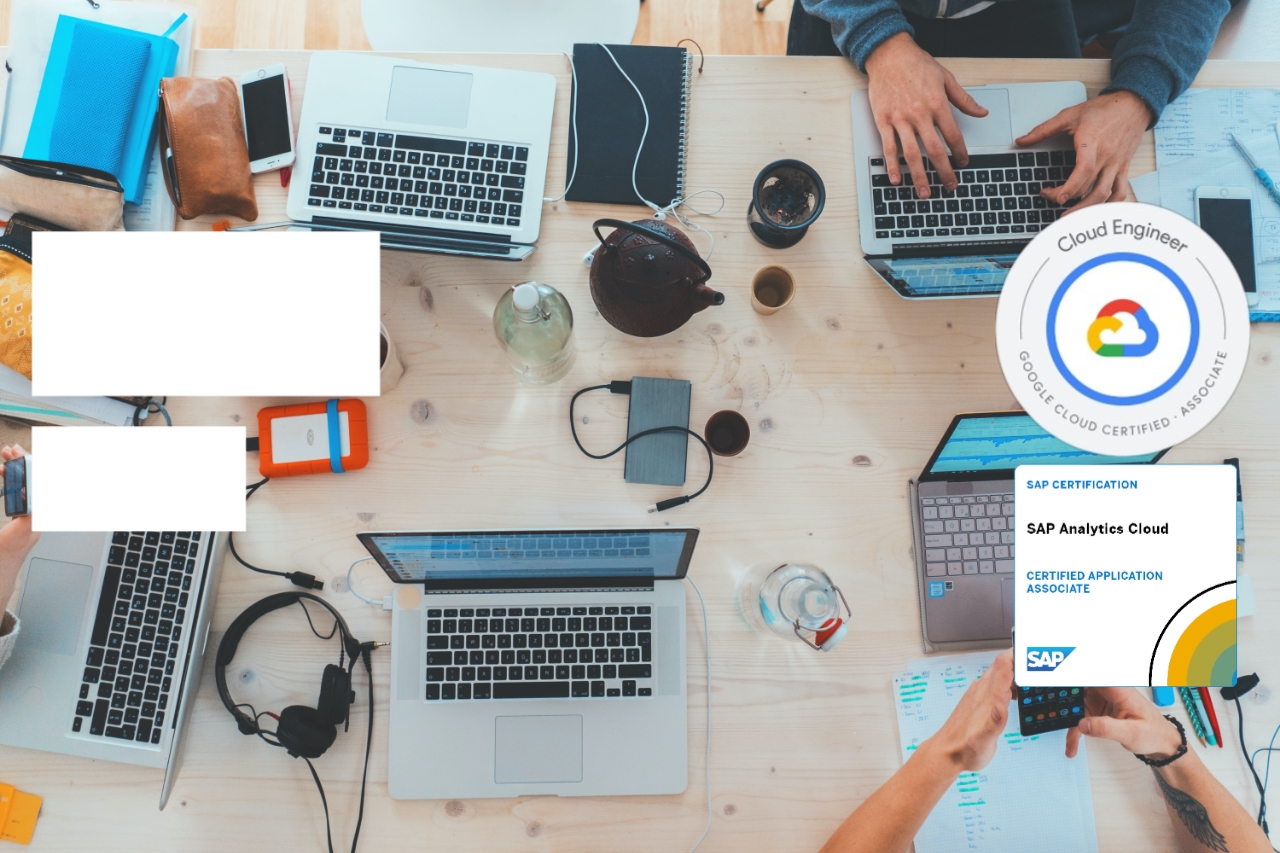 Cloud Engineer
GOOGLE CLOUD CERTIFIED · ASSOCIATE
SAP CERTIFICATION
SAP Analytics Cloud
CERTIFIED APPLICATION
ASSOCIATE
SAP